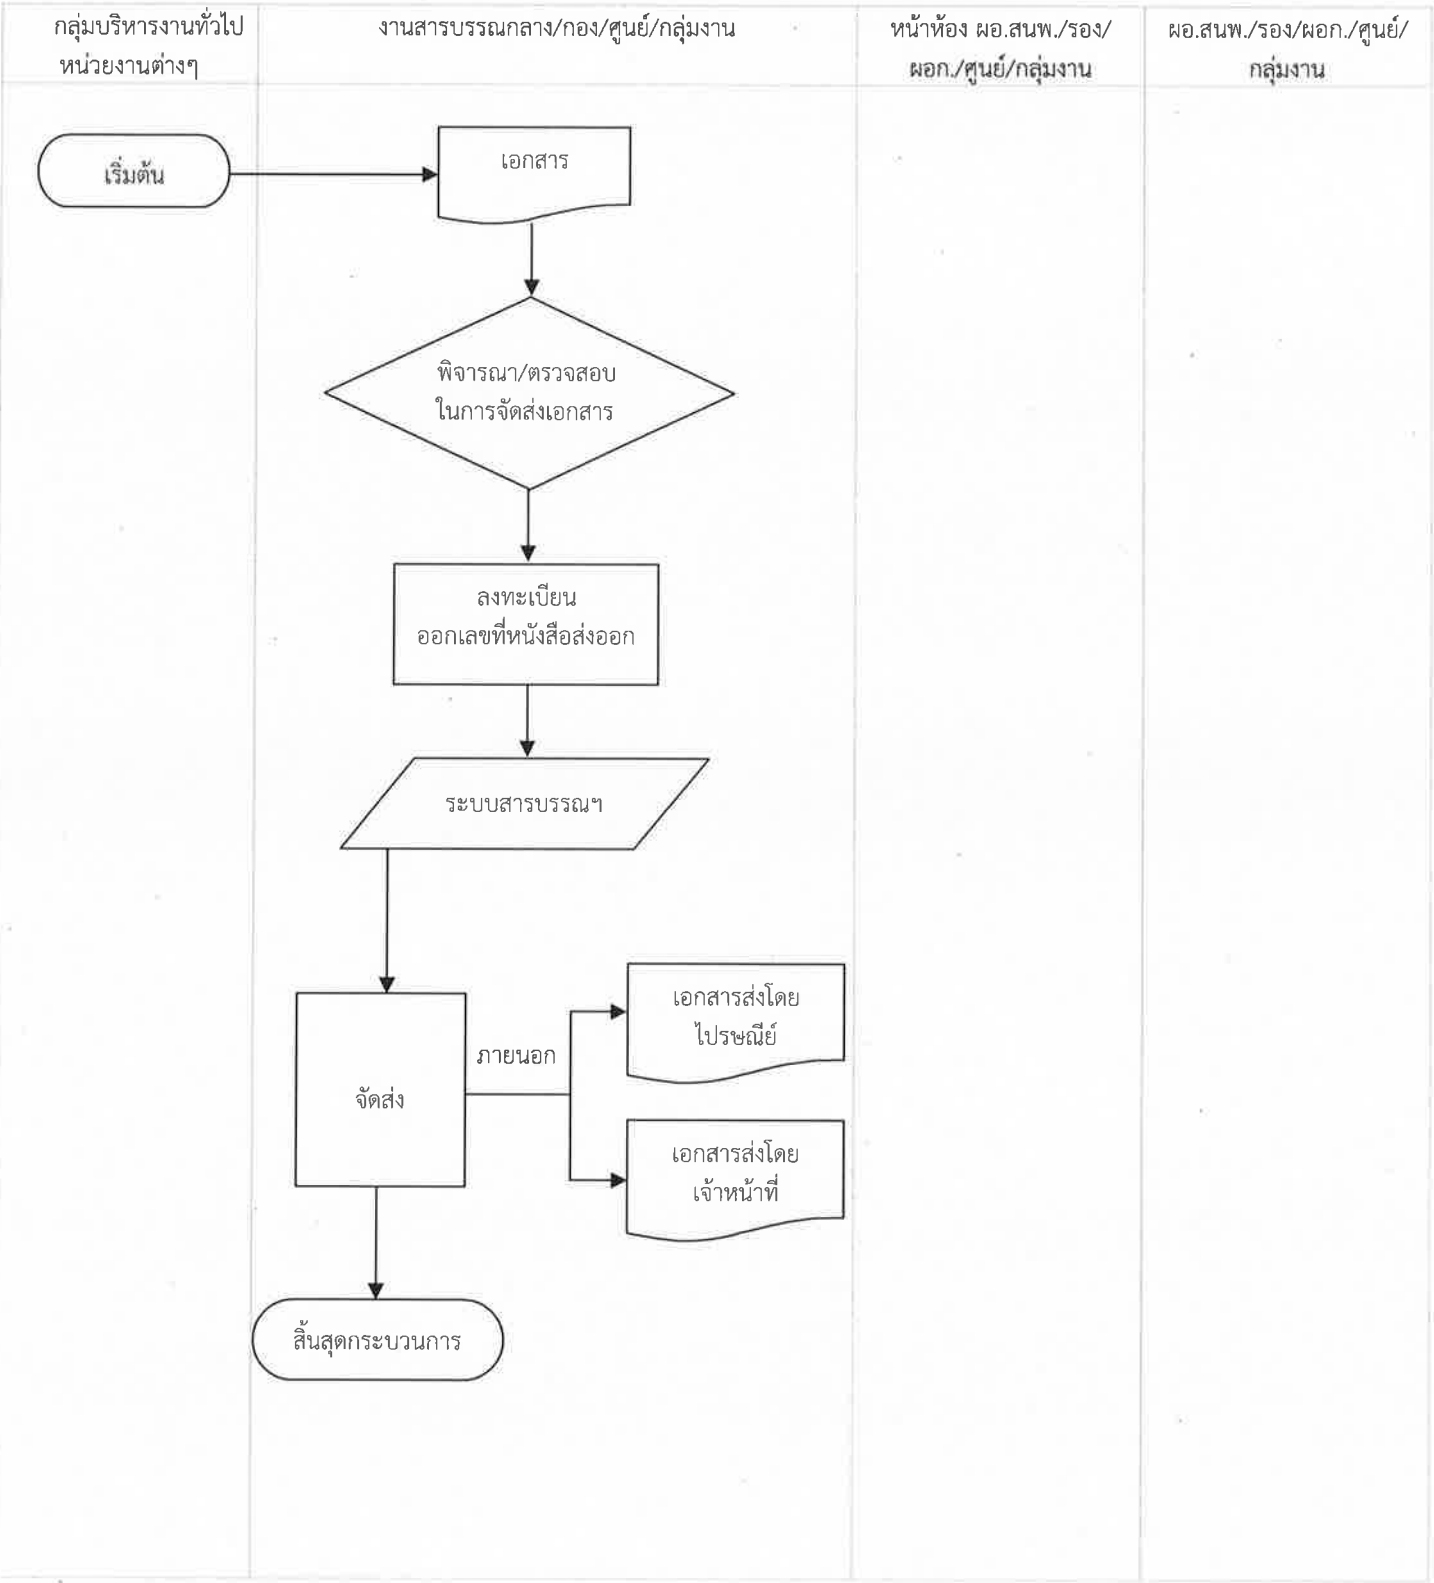 กลุ่มบริหารงานทั่วไป
หน่วยงานต่างๆ
งานสารบรรณกลาง/กอง/ศูนย์/กลุ่มงาน
หน้าห้อง ผอ.สนพ./รอง/
ผอก./ศูนย์/กลุ่มงาน
ผอ.สนพ./รอง/ผอก./ศูนย์/
กลุ่มงาน
เริ่มต้น
เอกสาร
พิจารณา/ตรวจสอบ
ในการจัดส่งเอกสาร
ลงทะเบียน
ออกเลขที่หนังสือส่งออก
ระบบสารบรรณฯ
จัดส่ง
ภายนอก
เอกสารส่งโดย
ไปรษณีย์
เอกสารส่งโดย
เจ้าหน้าที่
สิ้นสุดกระบวนการ